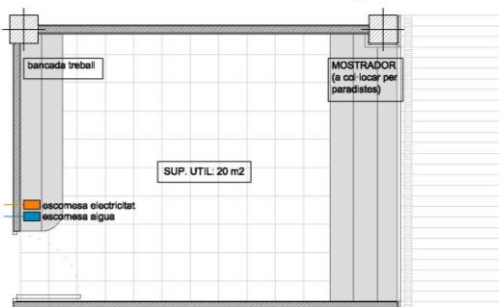 bancada treball
MOSTRADOR
(a col·locar per
paradistes)
SUP. UTIL: 20 m2
escomesa electricitat
escomesa aigua